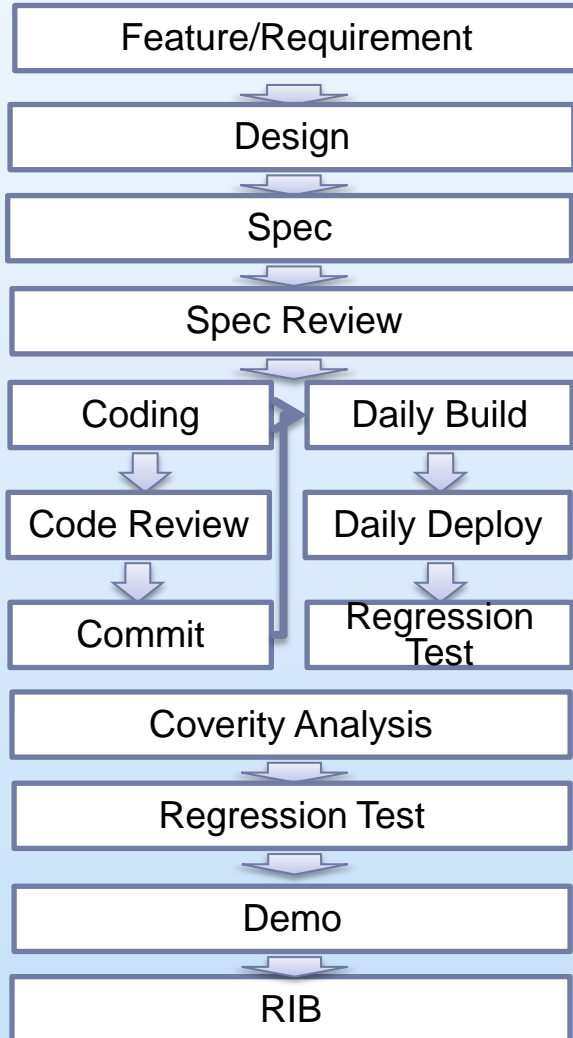 Feature/Requirement
Design
Spec
Spec Review
Coding
Daily Build
Code Review
Daily Deploy
Commit
Regression
Test
Coverity Analysis
Regression Test
Demo
RIB